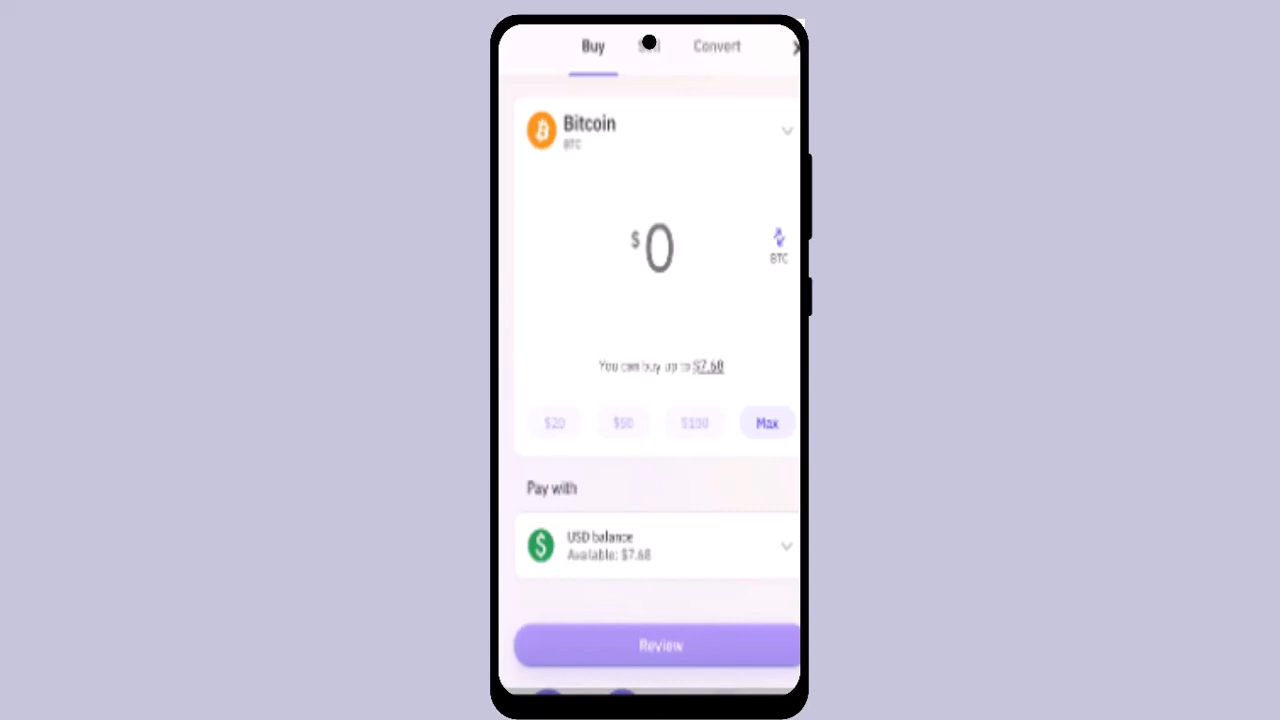 Buy Sell Convert
Bitcoin
BTC
$0
BTC
You can buy up to $7.68
$20 $50 $100 Max
Pay with
USD balance
Available: $7.68
Review